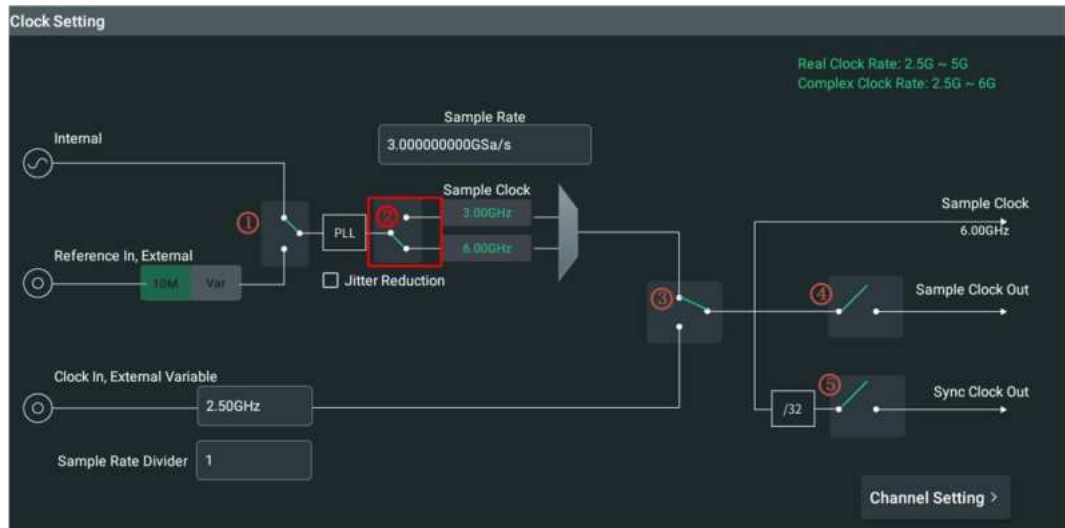 Clock Setting
Real Clock Rate: 2.5G ~ 5G
Complex Clock Rate: 2.5G ~ 6G
Sample Rate
3.000000000GSa/s
Internal
Sample Clock
3.00GHz
6.00GHz
①
PLL
②
Jitter Reduction
Reference In, External
10M
Var
Sample Clock
6.00GHz
③
④
Sample Clock Out
Clock In, External Variable
2.50GHz
⑤
/32
Sync Clock Out
Sample Rate Divider
1
Channel Setting >